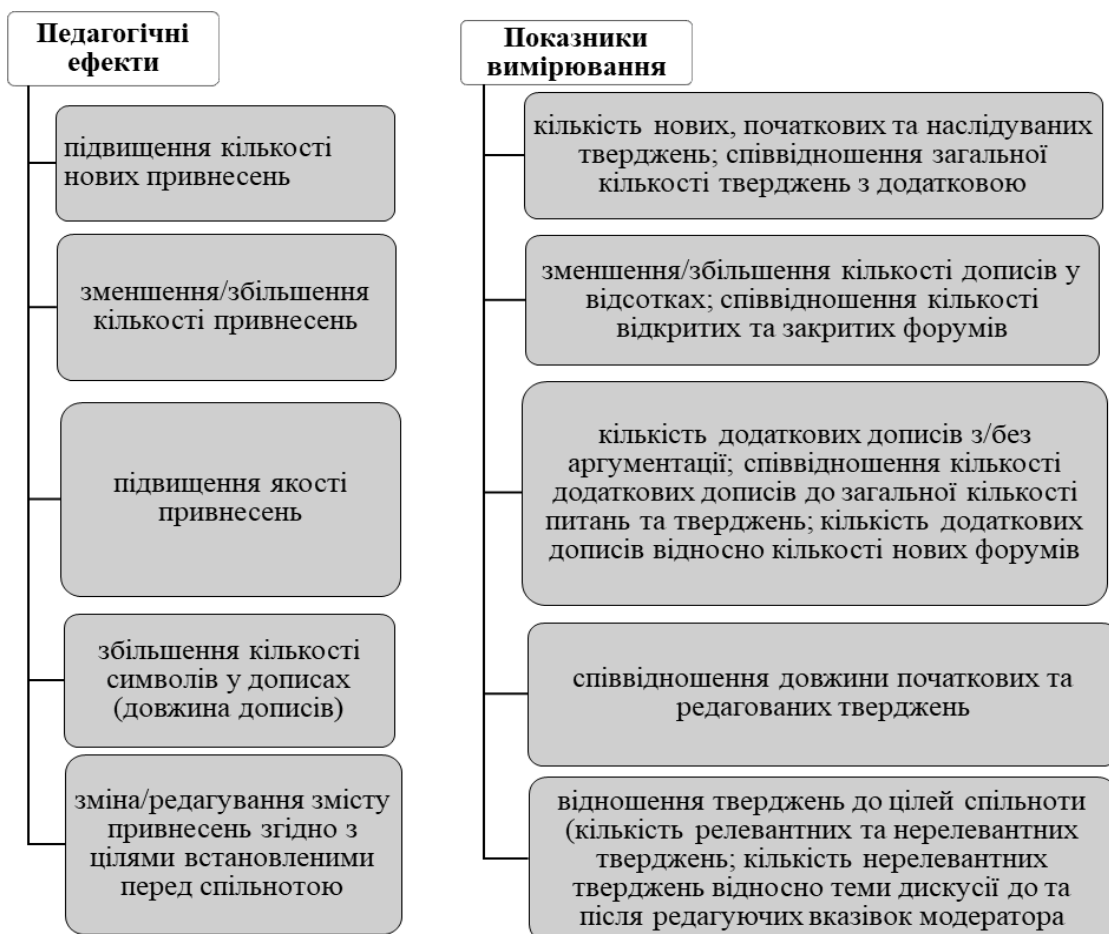 Педагогічні
ефекти
підвищення кількості
нових привнесень
зменшення/збільшення
кількості привнесень
підвищення якості
привнесень
збільшення кількості
символів у дописах
(довжина дописів)
зміна/редагування змісту
привнесень згідно з
цілями встановленими
перед спільнотою
Показники
вимірювання
кількість нових, початкових та наслідуваних
тверджень; співвідношення загальної
кількості тверджень з додатковою
зменшення/збільшення кількості дописів у
відсотках; співвідношення кількості
відкритих та закритих форумів
кількість додаткових дописів з/без
аргументації; співвідношення кількості
додаткових дописів до загальної кількості
питань та тверджень; кількість додаткових
дописів відносно кількості нових форумів
співвідношення довжини початкових та
редагованих тверджень
відношення тверджень до цілей спільноти
(кількість релевантних та нерелевантних
тверджень; кількість нерелевантних
тверджень відносно теми дискусії до та
після редагуючих вказівок модератора